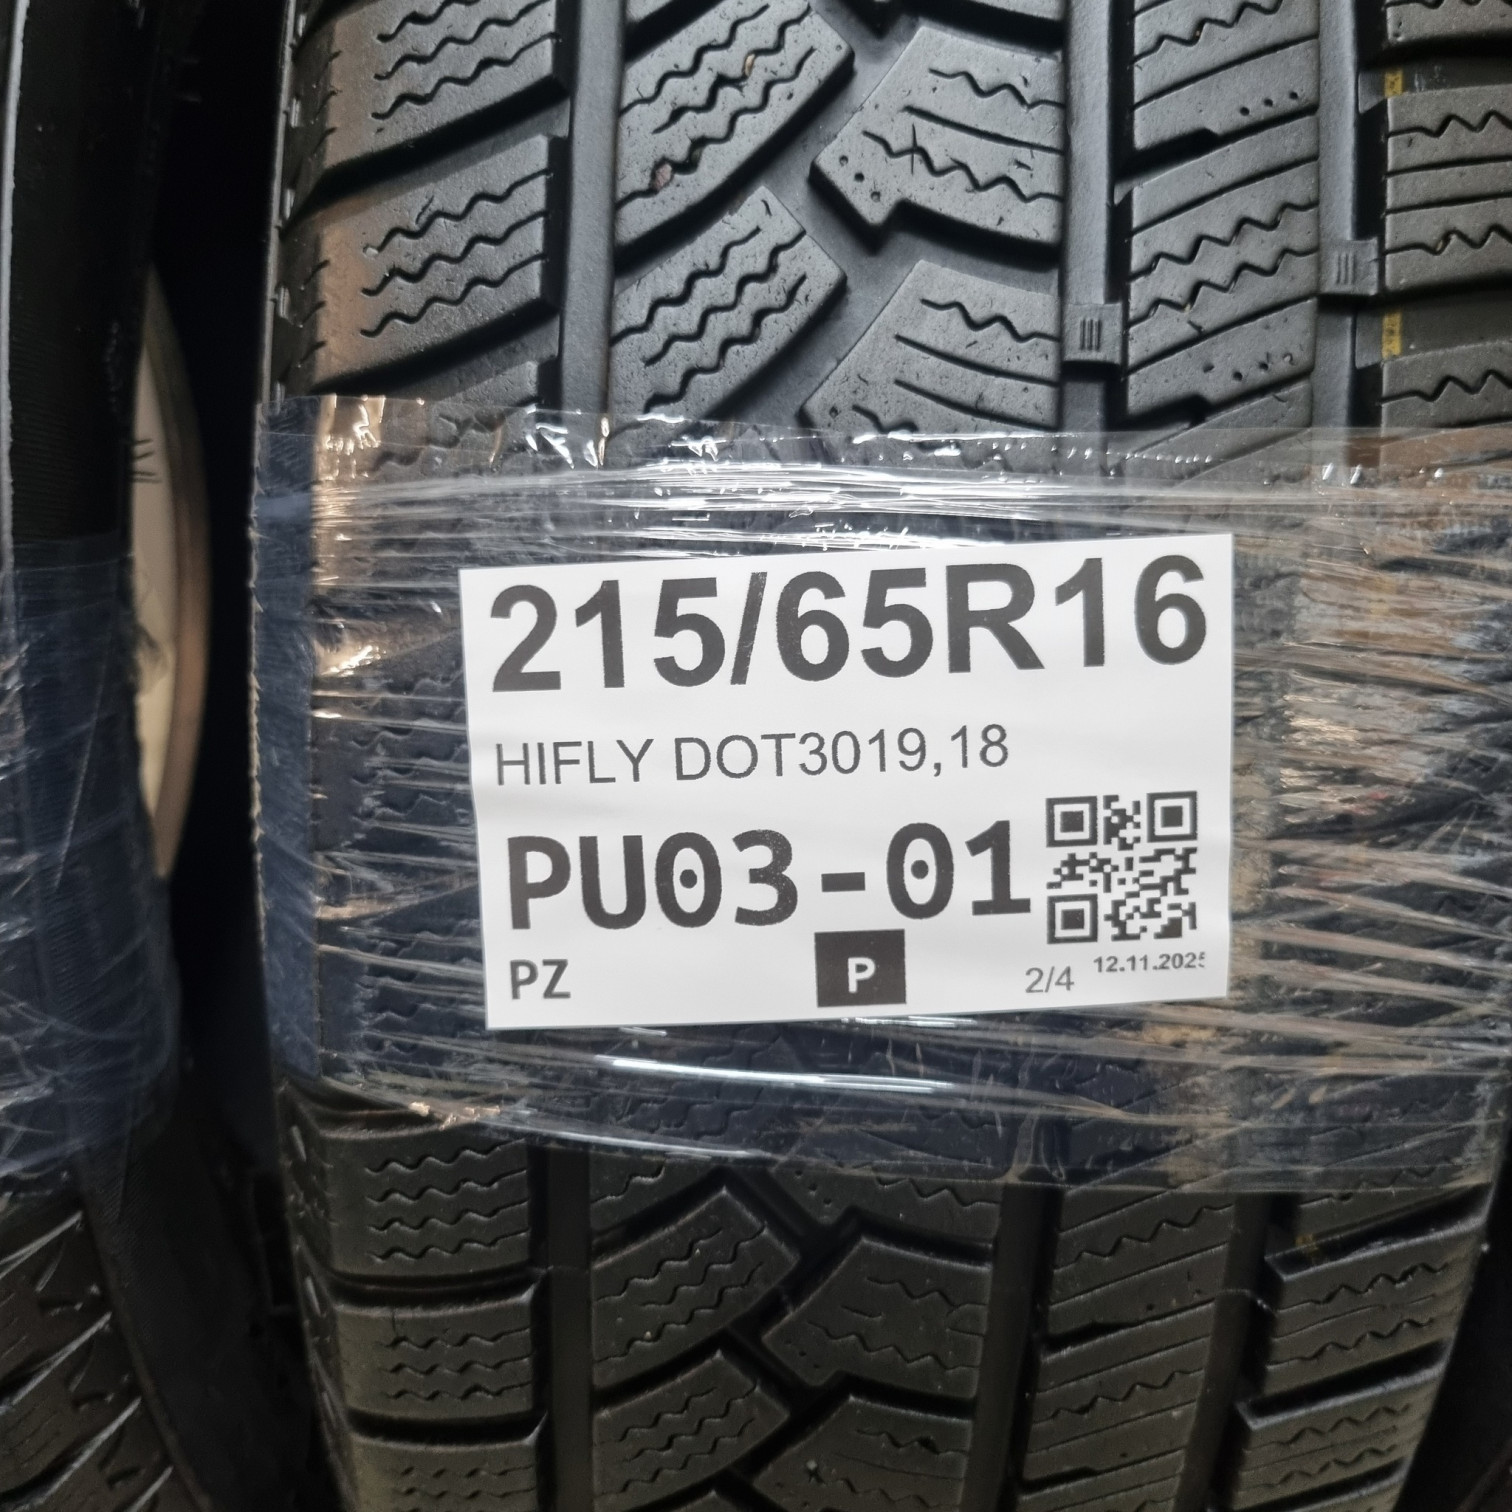 215/65R16
HIFLY DOT3019,18
PU03-01
PZ P 2/4 12.11.2025